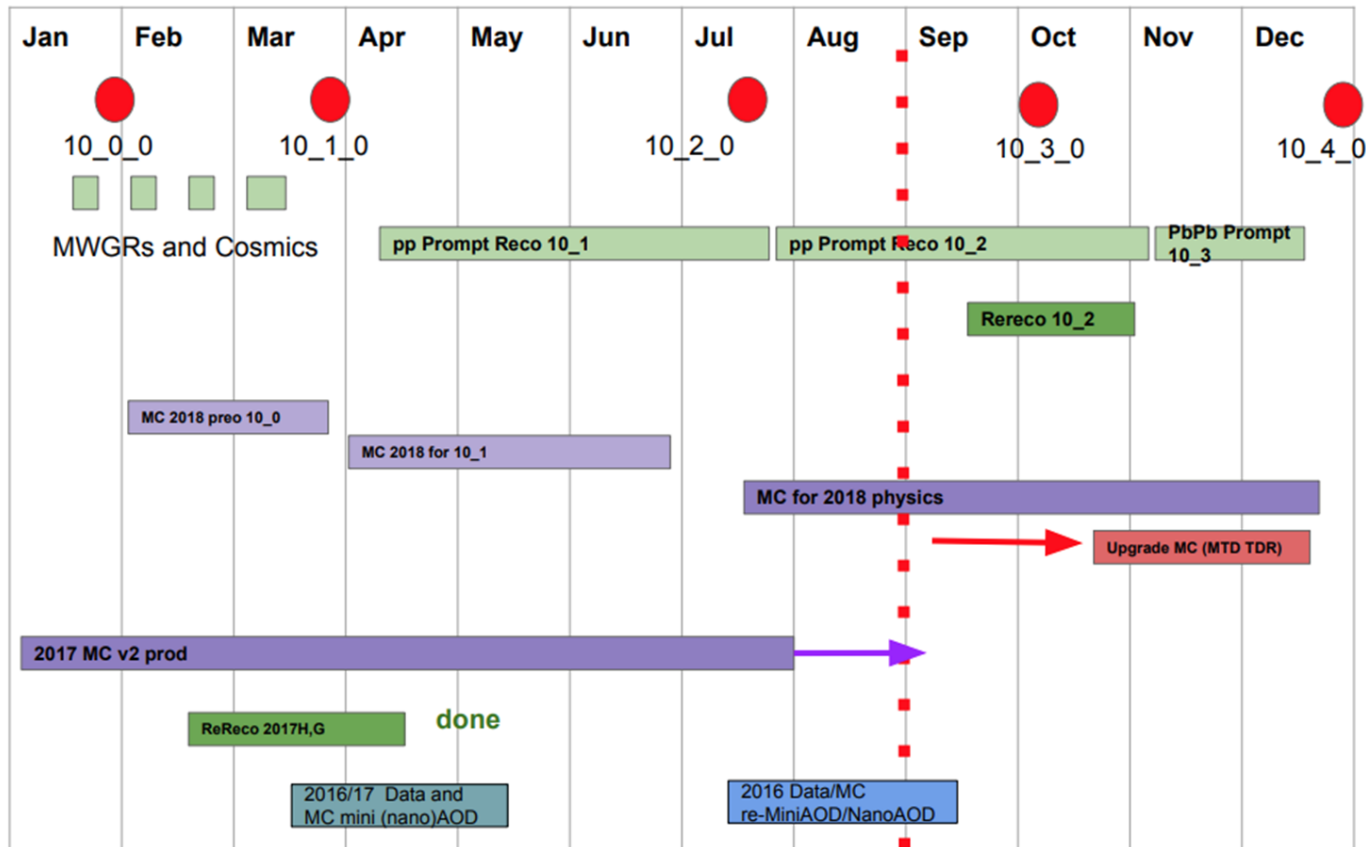 Jan Feb Mar Apr May Jun Jul Aug Sep Oct Nov Dec
10_0_0 10_1_0 10_2_0 10_3_0 10_4_0
MWGRs and Cosmics
pp Prompt Reco 10_1
pp Prompt Reco 10_2
PbPb Prompt
10_3
Rereco 10_2
MC 2018 preo 10_0
MC 2018 for 10_1
MC for 2018 physics
Upgrade MC (MTD TDR)
2017 MC v2 prod
ReReco 2017H,G
done
2016/17 Data and
MC mini (nano)AOD
2016 Data/MC
re-MiniAOD/NanoAOD